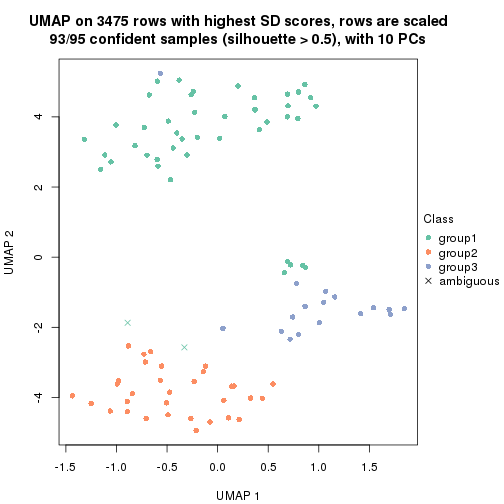 UMAP on 3475 rows with highest SD scores, rows are scaled
93/95 confident samples (silhouette > 0.5), with 10 PCs
4
2
0
-2
-4
UMAP 2
-1.5 -1.0 -0.5 0.0 0.5 1.0 1.5
UMAP 1
Class
group1
group2
group3
ambiguous